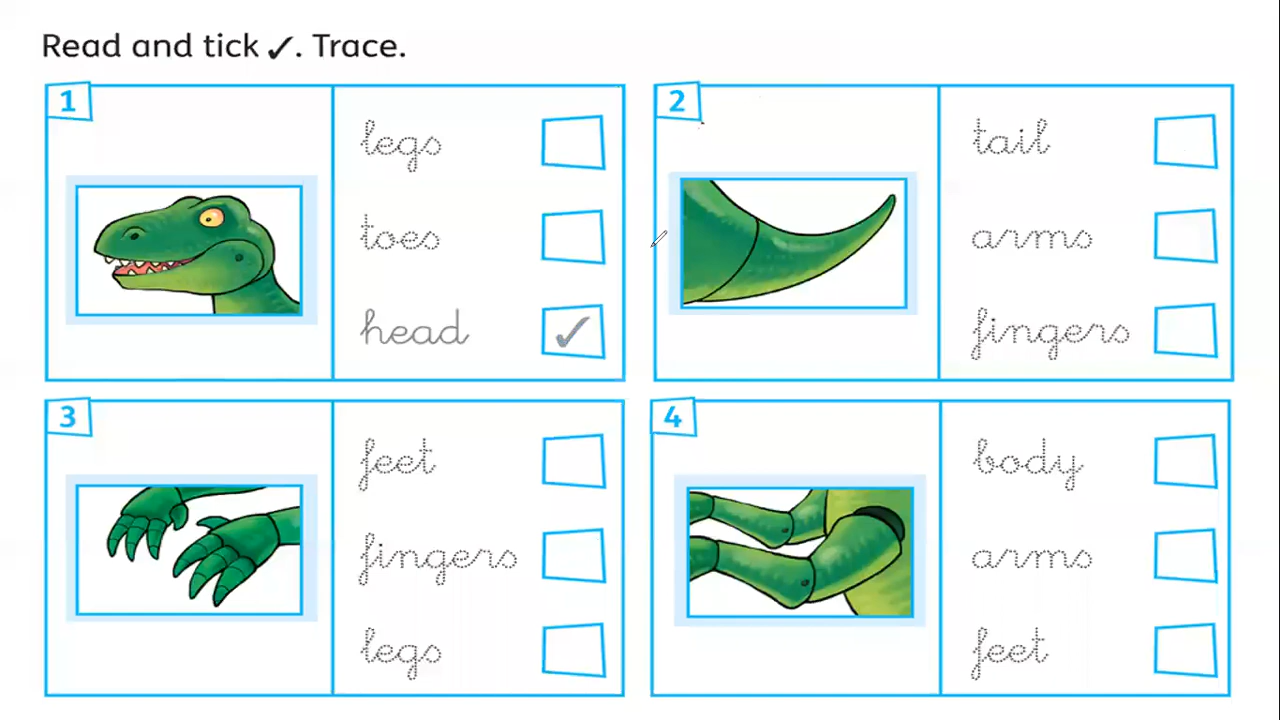 Read and tick ✓. Trace.
1
legs
toes
head ✓
2
tail
arms
fingers
3
feet
fingers
legs
4
body
arms
feet